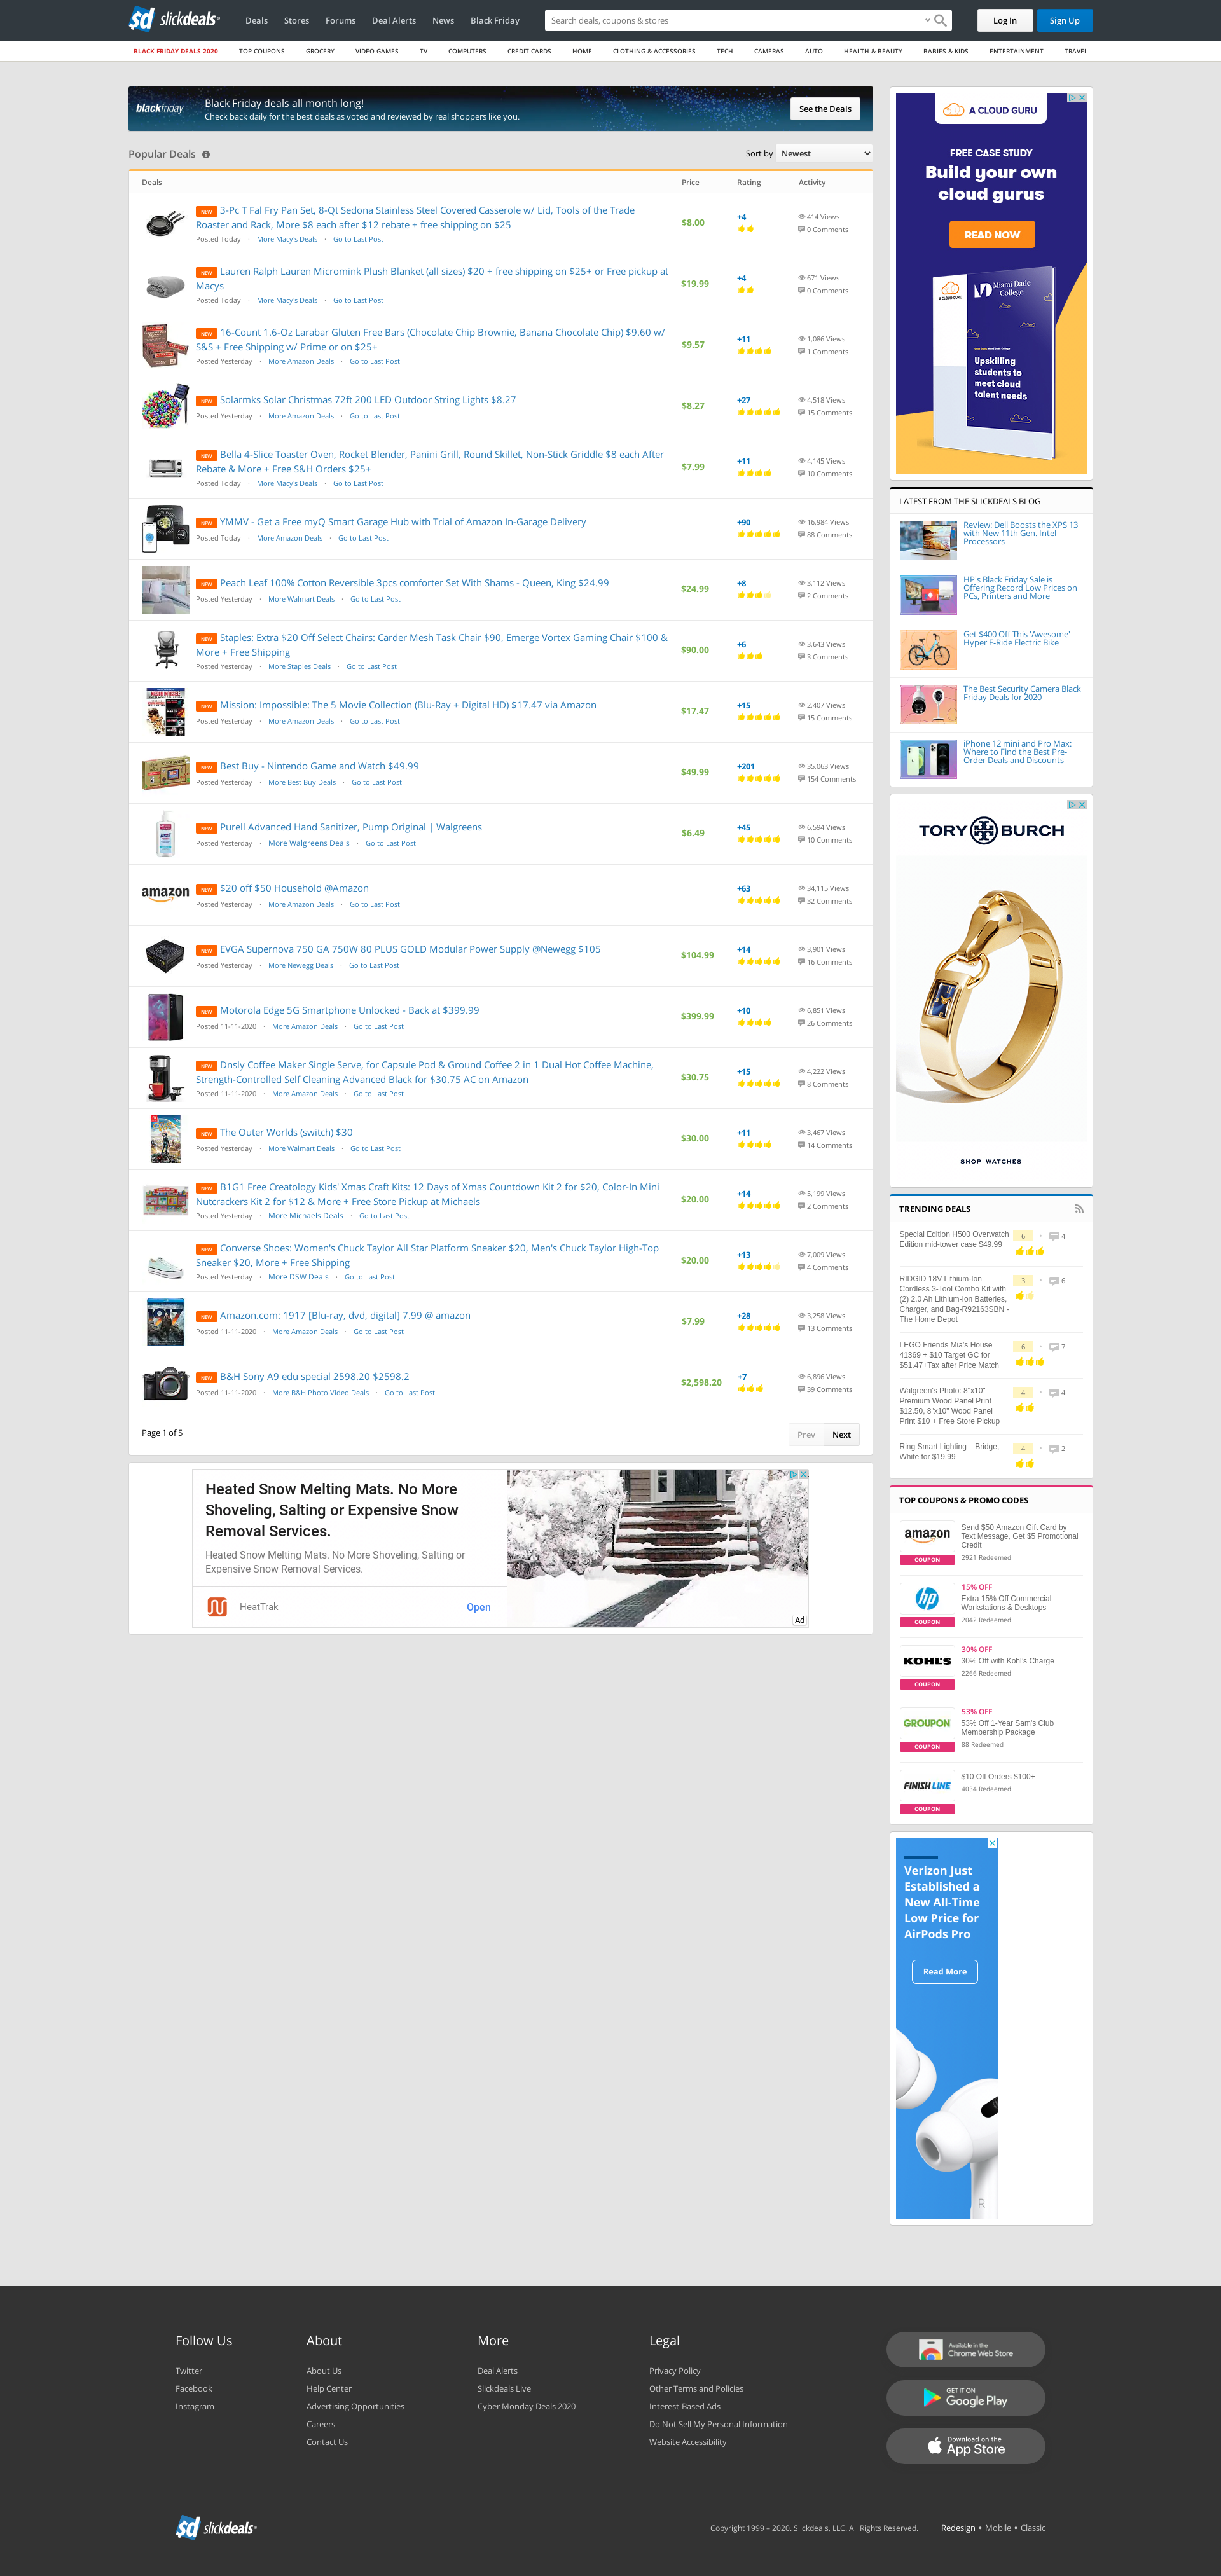 slickdeals
Deals
Stores
Forums
Deal Alerts
News
Black Friday
Search deals, coupons & stores
Log In
Sign Up
BLACK FRIDAY DEALS 2020
TOP COUPONS
GROCERY
VIDEO GAMES
TV
COMPUTERS
CREDIT CARDS
HOME
CLOTHING & ACCESSORIES
TECH
CAMERAS
AUTO
HEALTH & BEAUTY
BABIES & KIDS
ENTERTAINMENT
TRAVEL
blackfriday
Black Friday deals all month long!
Check back daily for the best deals as voted and reviewed by real shoppers like you.
See the Deals
Popular Deals
Sort by Newest
Deals Price Rating Activity
NEW 3-Pc T Fal Fry Pan Set, 8-Qt Sedona Stainless Steel Covered Casserole w/ Lid, Tools of the Trade
Roaster and Rack, More $8 each after $12 rebate + free shipping on $25
Posted Today · More Macy's Deals · Go to Last Post
$8.00
+4
414 Views
0 Comments
NEW Lauren Ralph Lauren Micromink Plush Blanket (all sizes) $20 + free shipping on $25+ or Free pickup at
Macys
Posted Today · More Macy's Deals · Go to Last Post
$19.99
+4
671 Views
0 Comments
NEW 16-Count 1.6-Oz Larabar Gluten Free Bars (Chocolate Chip Brownie, Banana Chocolate Chip) $9.60 w/
S&S + Free Shipping w/ Prime or on $25+
Posted Yesterday · More Amazon Deals · Go to Last Post
$9.57
+11
1,086 Views
1 Comments
NEW Solarmks Solar Christmas 72ft 200 LED Outdoor String Lights $8.27
Posted Yesterday · More Amazon Deals · Go to Last Post
$8.27
+27
4,518 Views
15 Comments
NEW Bella 4-Slice Toaster Oven, Rocket Blender, Panini Grill, Round Skillet, Non-Stick Griddle $8 each After
Rebate & More + Free S&H Orders $25+
Posted Today · More Macy's Deals · Go to Last Post
$7.99
+11
4,145 Views
10 Comments
NEW YMMV - Get a Free myQ Smart Garage Hub with Trial of Amazon In-Garage Delivery
Posted Today · More Amazon Deals · Go to Last Post
+90
16,984 Views
88 Comments
NEW Peach Leaf 100% Cotton Reversible 3pcs comforter Set With Shams - Queen, King $24.99
Posted Yesterday · More Walmart Deals · Go to Last Post
$24.99
+8
3,112 Views
2 Comments
NEW Staples: Extra $20 Off Select Chairs: Carder Mesh Task Chair $90, Emerge Vortex Gaming Chair $100 &
More + Free Shipping
Posted Yesterday · More Staples Deals · Go to Last Post
$90.00
+6
3,643 Views
3 Comments
NEW Mission: Impossible: The 5 Movie Collection (Blu-Ray + Digital HD) $17.47 via Amazon
Posted Yesterday · More Amazon Deals · Go to Last Post
$17.47
+15
2,407 Views
15 Comments
NEW Best Buy - Nintendo Game and Watch $49.99
Posted Yesterday · More Best Buy Deals · Go to Last Post
$49.99
+201
35,063 Views
154 Comments
NEW Purell Advanced Hand Sanitizer, Pump Original | Walgreens
Posted Yesterday · More Walgreens Deals · Go to Last Post
$6.49
+45
6,594 Views
10 Comments
amazon
NEW $20 off $50 Household @Amazon
Posted Yesterday · More Amazon Deals · Go to Last Post
+63
34,115 Views
32 Comments
NEW EVGA Supernova 750 GA 750W 80 PLUS GOLD Modular Power Supply @Newegg $105
Posted Yesterday · More Newegg Deals · Go to Last Post
$104.99
+14
3,901 Views
16 Comments
NEW Motorola Edge 5G Smartphone Unlocked - Back at $399.99
Posted 11-11-2020 · More Amazon Deals · Go to Last Post
$399.99
+10
6,851 Views
26 Comments
NEW Dnsly Coffee Maker Single Serve, for Capsule Pod & Ground Coffee 2 in 1 Dual Hot Coffee Machine,
Strength-Controlled Self Cleaning Advanced Black for $30.75 AC on Amazon
Posted 11-11-2020 · More Amazon Deals · Go to Last Post
$30.75
+15
4,222 Views
8 Comments
NEW The Outer Worlds (switch) $30
Posted Yesterday · More Walmart Deals · Go to Last Post
$30.00
+11
3,467 Views
14 Comments
NEW B1G1 Free Creatology Kids' Xmas Craft Kits: 12 Days of Xmas Countdown Kit 2 for $20, Color-In Mini
Nutcrackers Kit 2 for $12 & More + Free Store Pickup at Michaels
Posted Yesterday · More Michaels Deals · Go to Last Post
$20.00
+14
5,199 Views
2 Comments
NEW Converse Shoes: Women's Chuck Taylor All Star Platform Sneaker $20, Men's Chuck Taylor High-Top
Sneaker $20, More + Free Shipping
Posted Yesterday · More DSW Deals · Go to Last Post
$20.00
+13
7,009 Views
4 Comments
1917
NEW Amazon.com: 1917 [Blu-ray, dvd, digital] 7.99 @ amazon
Posted 11-11-2020 · More Amazon Deals · Go to Last Post
$7.99
+28
3,258 Views
13 Comments
NEW B&H Sony A9 edu special 2598.20 $2598.2
Posted 11-11-2020 · More B&H Photo Video Deals · Go to Last Post
$2,598.20
+7
6,896 Views
39 Comments
Page 1 of 5
Prev
Next
Heated Snow Melting Mats. No More
Shoveling, Salting or Expensive Snow
Removal Services.
Heated Snow Melting Mats. No More Shoveling, Salting or
Expensive Snow Removal Services.
HeatTrak
Open
Ad
A CLOUD GURU
FREE CASE STUDY
Build your own
cloud gurus
READ NOW
A CLOUD GURU
Miami Dade
College
Upskilling
students to
meet cloud
talent needs
LATEST FROM THE SLICKDEALS BLOG
Review: Dell Boosts the XPS 13
with New 11th Gen. Intel
Processors
HP's Black Friday Sale is
Offering Record Low Prices on
PCs, Printers and More
Get $400 Off This 'Awesome'
Hyper E-Ride Electric Bike
The Best Security Camera Black
Friday Deals for 2020
iPhone 12 mini and Pro Max:
Where to Find the Best Pre-
Order Deals and Discounts
TORY BURCH
SHOP WATCHES
TRENDING DEALS
Special Edition H500 Overwatch
Edition mid-tower case $49.99
6 · 4
RIDGID 18V Lithium-Ion
Cordless 3-Tool Combo Kit with
(2) 2.0 Ah Lithium-Ion Batteries,
Charger, and Bag-R92163SBN -
The Home Depot
3 · 6
LEGO Friends Mia's House
41369 + $10 Target GC for
$51.47+Tax after Price Match
6 · 7
Walgreen's Photo: 8"x10"
Premium Wood Panel Print
$12.50, 8"x10" Wood Panel
Print $10 + Free Store Pickup
4 · 4
Ring Smart Lighting – Bridge,
White for $19.99
4 · 2
TOP COUPONS & PROMO CODES
amazon
COUPON
Send $50 Amazon Gift Card by
Text Message, Get $5 Promotional
Credit
2921 Redeemed
hp
COUPON
15% OFF
Extra 15% Off Commercial
Workstations & Desktops
2042 Redeemed
KOHL'S
COUPON
30% OFF
30% Off with Kohl's Charge
2266 Redeemed
GROUPON
COUPON
53% OFF
53% Off 1-Year Sam's Club
Membership Package
88 Redeemed
FINISH LINE
COUPON
$10 Off Orders $100+
4034 Redeemed
Verizon Just
Established a
New All-Time
Low Price for
AirPods Pro
Read More
R
Follow Us
Twitter
Facebook
Instagram
About
About Us
Help Center
Advertising Opportunities
Careers
Contact Us
More
Deal Alerts
Slickdeals Live
Cyber Monday Deals 2020
Legal
Privacy Policy
Other Terms and Policies
Interest-Based Ads
Do Not Sell My Personal Information
Website Accessibility
Available in the
Chrome Web Store
GET IT ON
Google Play
Download on the
App Store
slickdeals
Copyright 1999 – 2020. Slickdeals, LLC. All Rights Reserved.
Redesign • Mobile • Classic